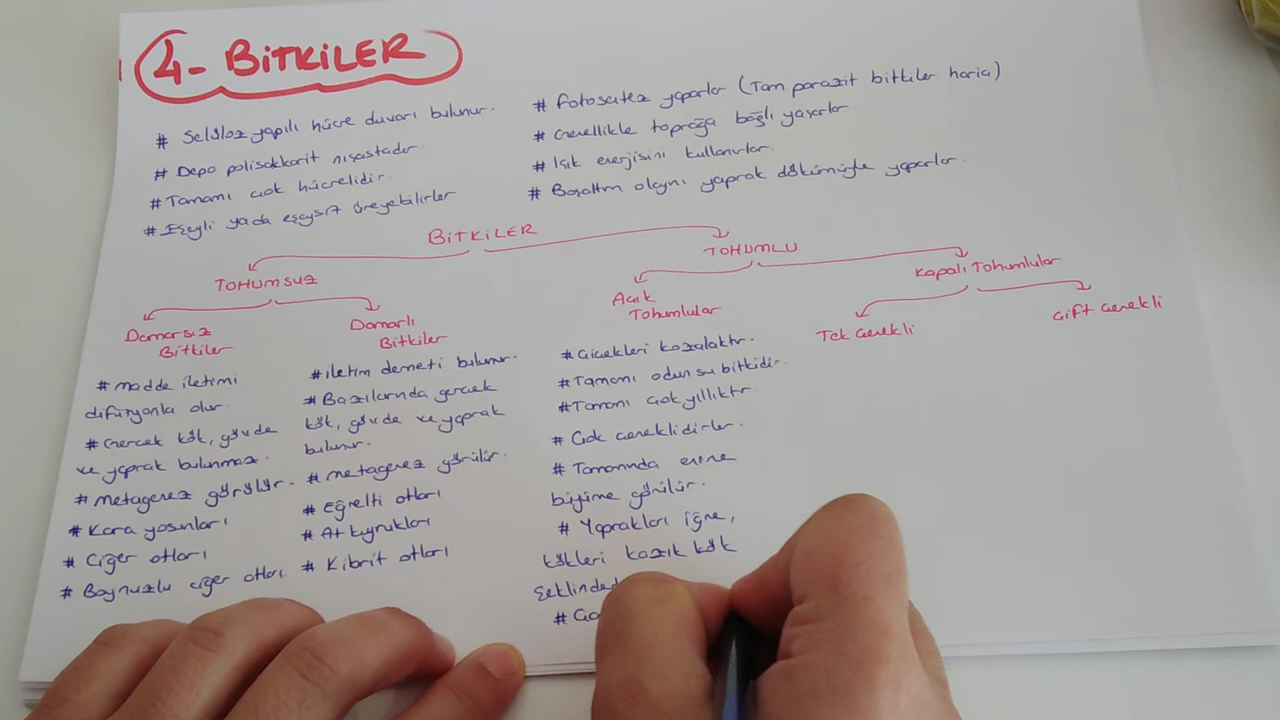 4- BİTKİLER
# Selüloz yapılı hücre duvarı bulunur.
# Depo polisakkarit nişastadır.
# Tamamı çok hücrelidir.
# Eşeyli yada eşeysiz üreyebilirler
# Fotosentez yaparlar (Tam parazit bitkiler hariç)
# Genellikle toprağa bağlı yaşarlar.
# Işık enerjisini kullanırlar.
# Boşaltım olayını yaprak dökümüyle yaparlar.
BİTKİLER
TOHUMSUZ
TOHUMLU
Damarsız
Bitkiler
# madde iletimi
difüzyonla olur.
# Gerçek kök, gövde
ve yaprak bulunmaz.
# Metagenez görülür.
# Kara yosunları
# Ciğer otları
# Boynuzlu ciğer otları.
Damarlı
Bitkiler
# iletim demeti bulunur.
# Bazılarında gerçek
kök, gövde ve yaprak
bulunur.
# metagenez görülür.
# Eğrelti otları
# At kuyrukları
# Kibrit otları
Açık
Tohumlular
# Çiçekleri kozalaktır.
# Tamamı odunsu bitkidir.
# Tamamı çok yıllıktır.
# Çok çeneklidirler.
# Tamamında enine
büyüme görülür.
# Yaprakları iğne,
kökleri kazık kök
#
Kapalı Tohumlular
Tek Çenekli
Çift Çenekli